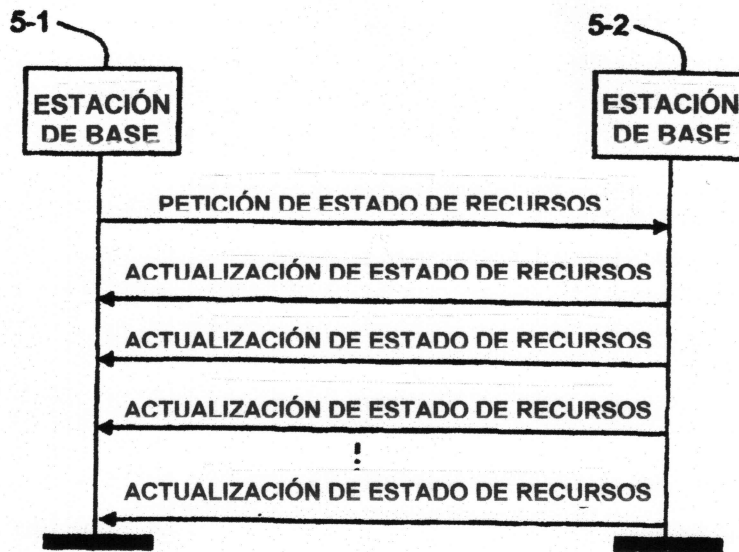 5-1
5-2
ESTACIÓN
DE BASE
ESTACIÓN
DE BASE
PETICIÓN DE ESTADO DE RECURSOS
ACTUALIZACIÓN DE ESTADO DE RECURSOS
ACTUALIZACIÓN DE ESTADO DE RECURSOS
ACTUALIZACIÓN DE ESTADO DE RECURSOS
ACTUALIZACIÓN DE ESTADO DE RECURSOS